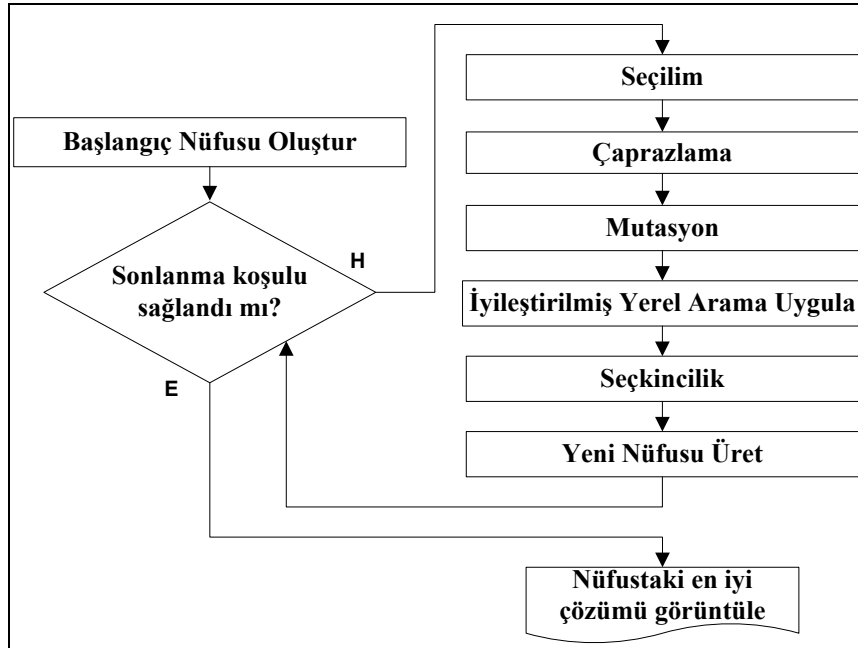 Başlangıç Nüfusu Oluştur
Sonlanma koşulu
sağlandı mı?
H
E
Seçilim
Çaprazlama
Mutasyon
İyileştirilmiş Yerel Arama Uygula
Seçkincilik
Yeni Nüfusu Üret
Nüfustaki en iyi
çözümü görüntüle